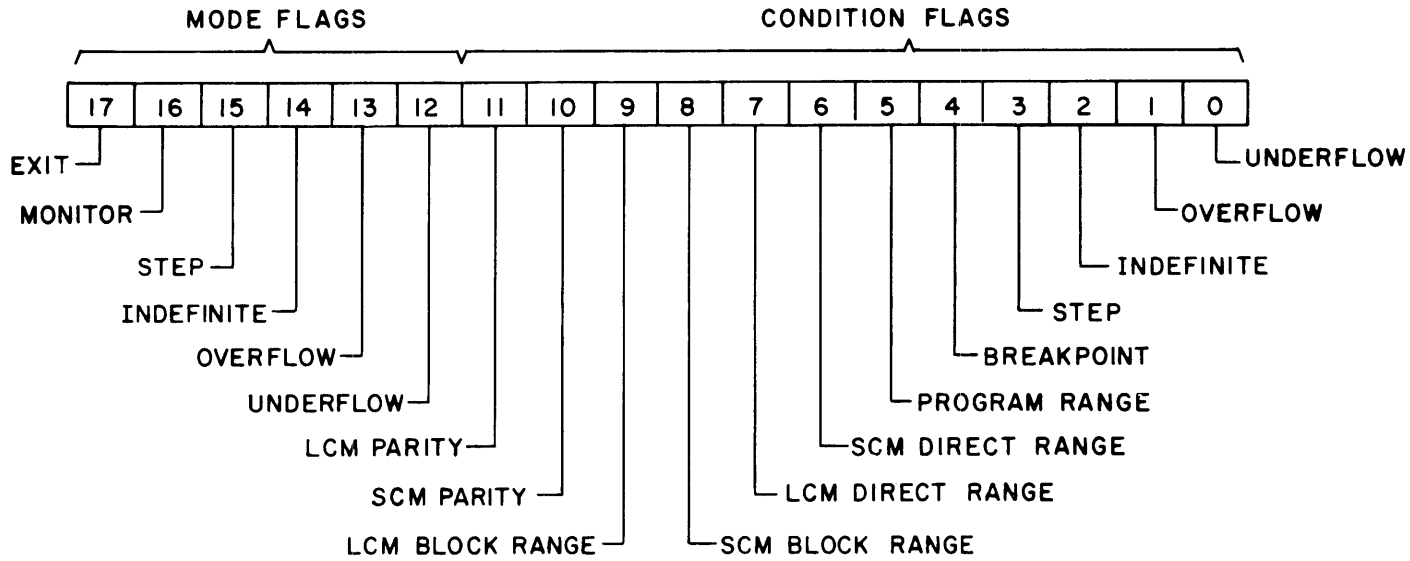 MODE FLAGS CONDITION FLAGS
17 16 15 14 13 12 11 10 9 8 7 6 5 4 3 2 1 0
EXIT UNDERFLOW
MONITOR OVERFLOW
STEP INDEFINITE
INDEFINITE STEP
OVERFLOW BREAKPOINT
UNDERFLOW PROGRAM RANGE
LCM PARITY SCM DIRECT RANGE
SCM PARITY LCM DIRECT RANGE
LCM BLOCK RANGE SCM BLOCK RANGE